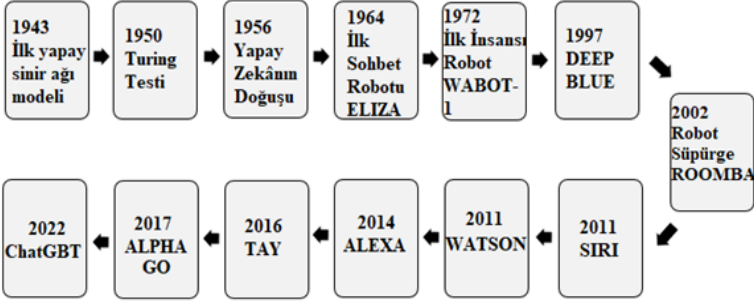 1943
İlk yapay
sinir ağı
modeli
1950
Turing
Testi
1956
Yapay
Zekânın
Doğuşu
1964
İlk
Sohbet
Robotu
ELIZA
1972
İlk İnsansı
Robot
WABOT-
1
1997
DEEP
BLUE
2002
Robot
Süpürge
ROOMBA
2011
SIRI
2011
WATSON
2014
ALEXA
2016
TAY
2017
ALPHA
GO
2022
ChatGBT